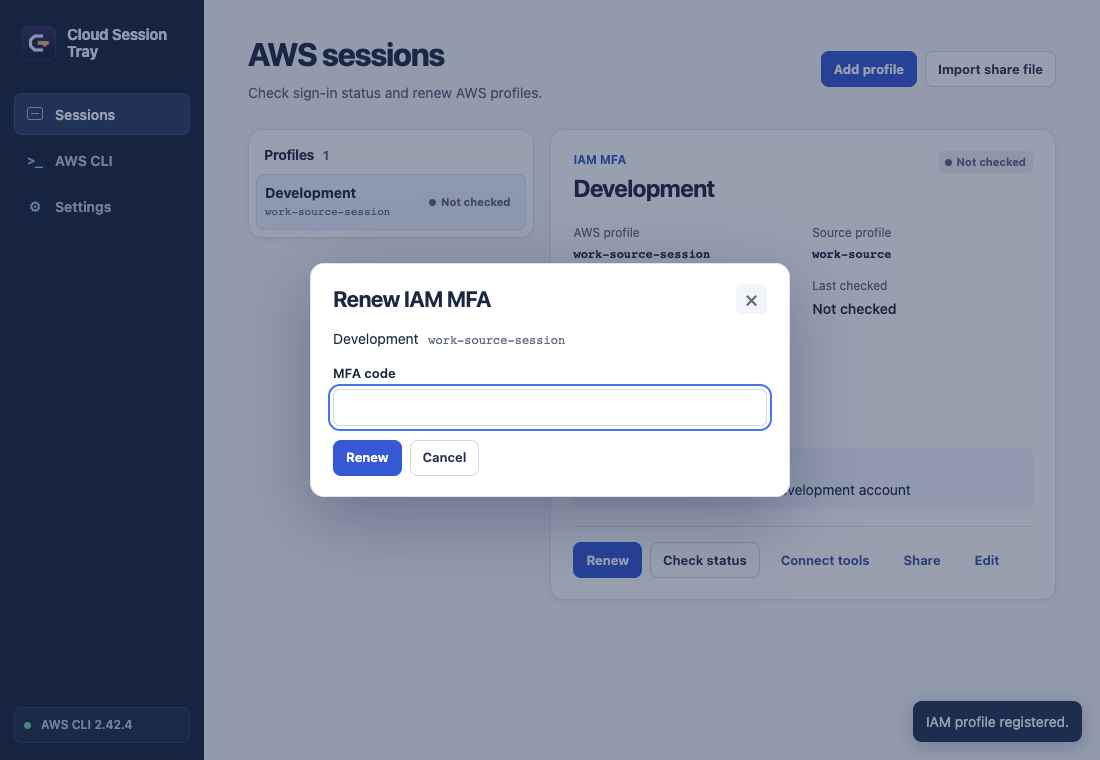 Cloud Session
Tray
Sessions
>_ AWS CLI
Settings
AWS CLI 2.42.4
AWS sessions
Check sign-in status and renew AWS profiles.
Add profile
Import share file
Profiles 1
Development
work-source-session
Not checked
IAM MFA
Not checked
Development
AWS profile
work-source-session
Source profile
work-source
Last checked
Not checked
velopment account
Renew
Check status
Connect tools
Share
Edit
Renew IAM MFA
Development work-source-session
MFA code
Renew
Cancel
IAM profile registered.